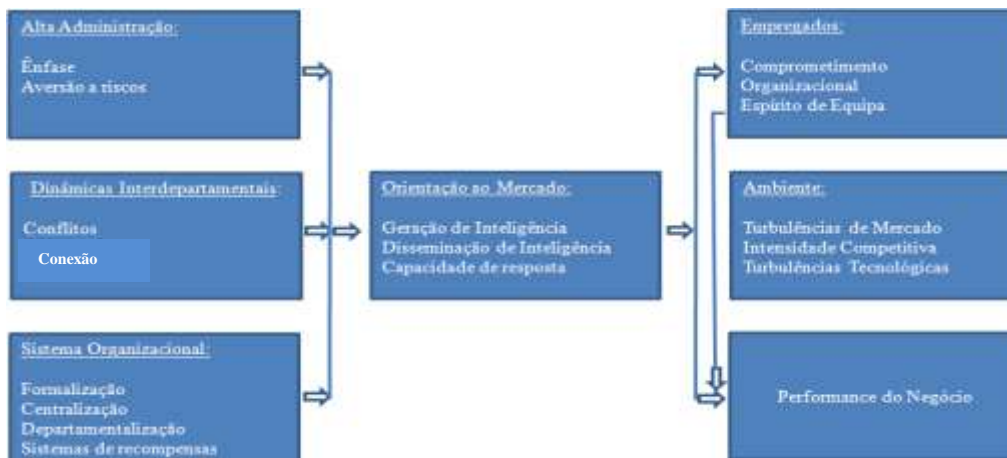 Alta Administração:
Ênfase
Aversão a riscos
Dinâmicas Interdepartamentais:
Conflitos
Conexão
Sistema Organizacional:
Formalização
Centralização
Departamentalização
Sistemas de recompensas
Orientação ao Mercado:
Geração de Inteligência
Disseminação de Inteligência
Capacidade de resposta
Empregados:
Comprometimento
Organizacional
Espírito de Equipa
Ambiente:
Turbulências de Mercado
Intensidade Competitiva
Turbulências Tecnológicas
Performance do Negócio